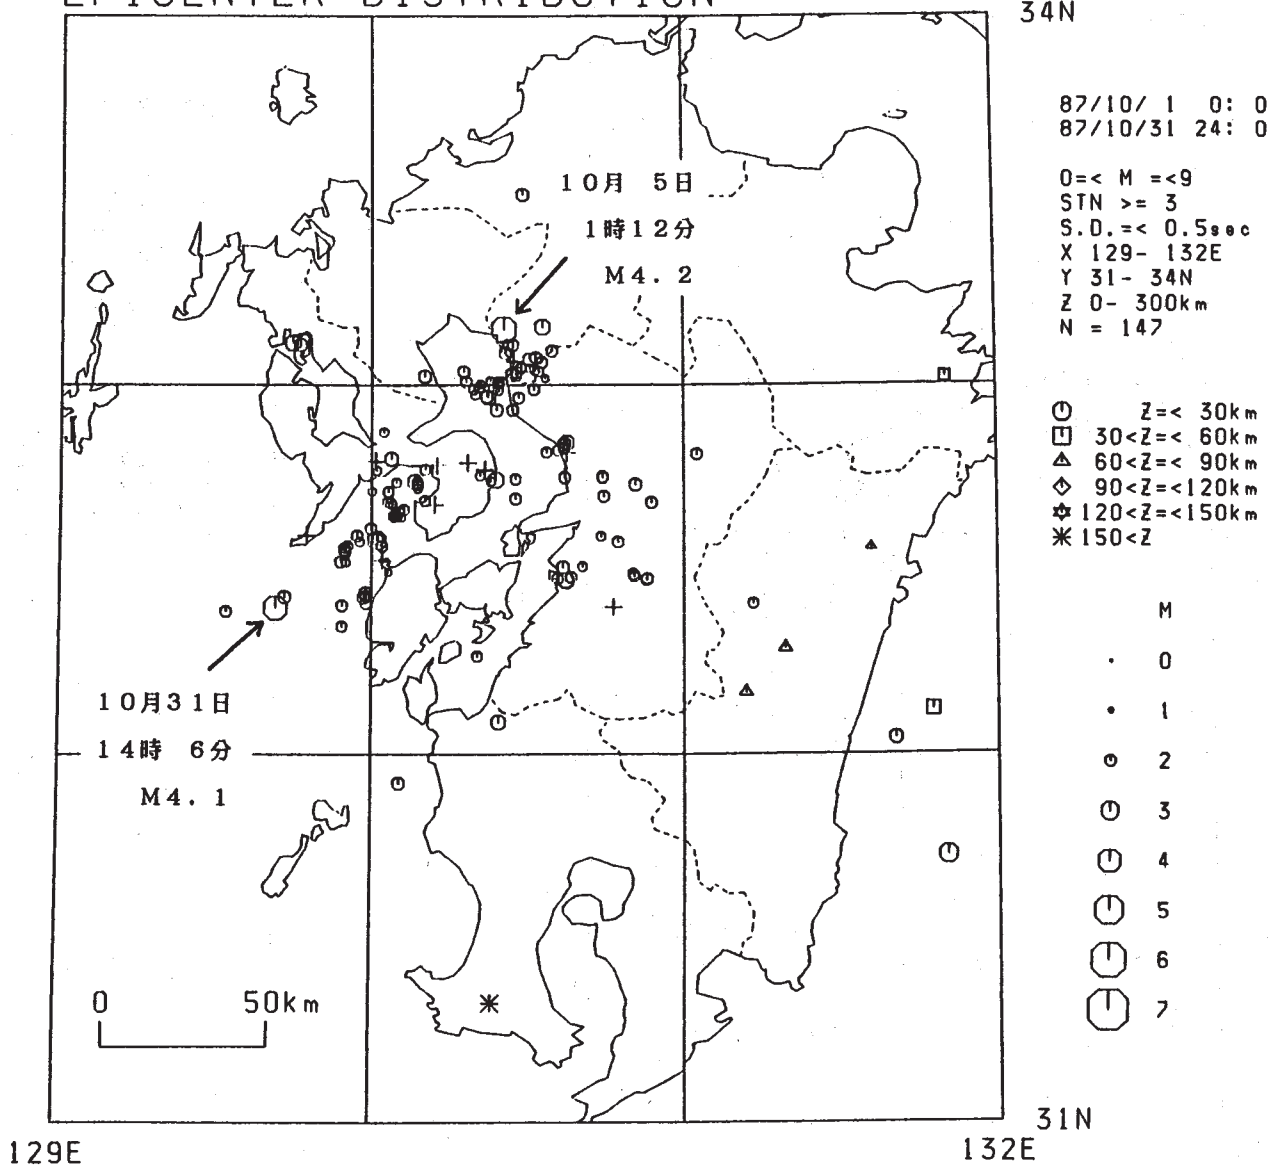 EPICENTER DISTRIBUTION
34N
87/10/ 1 0: 0
87/10/31 24: 0
0=< M =<9
STN >= 3
S.D.=< 0.5sec
X 129- 132E
Y 31- 34N
Z 0- 300km
N = 147
10月 5日
1時12分
M4.2
Z=< 30km
30<Z=< 60km
60<Z=< 90km
90<Z=<120km
120<Z=<150km
150<Z
10月31日
14時 6分
M4.1
M
0
1
2
3
4
5
6
7
0 50km
31N
129E 132E